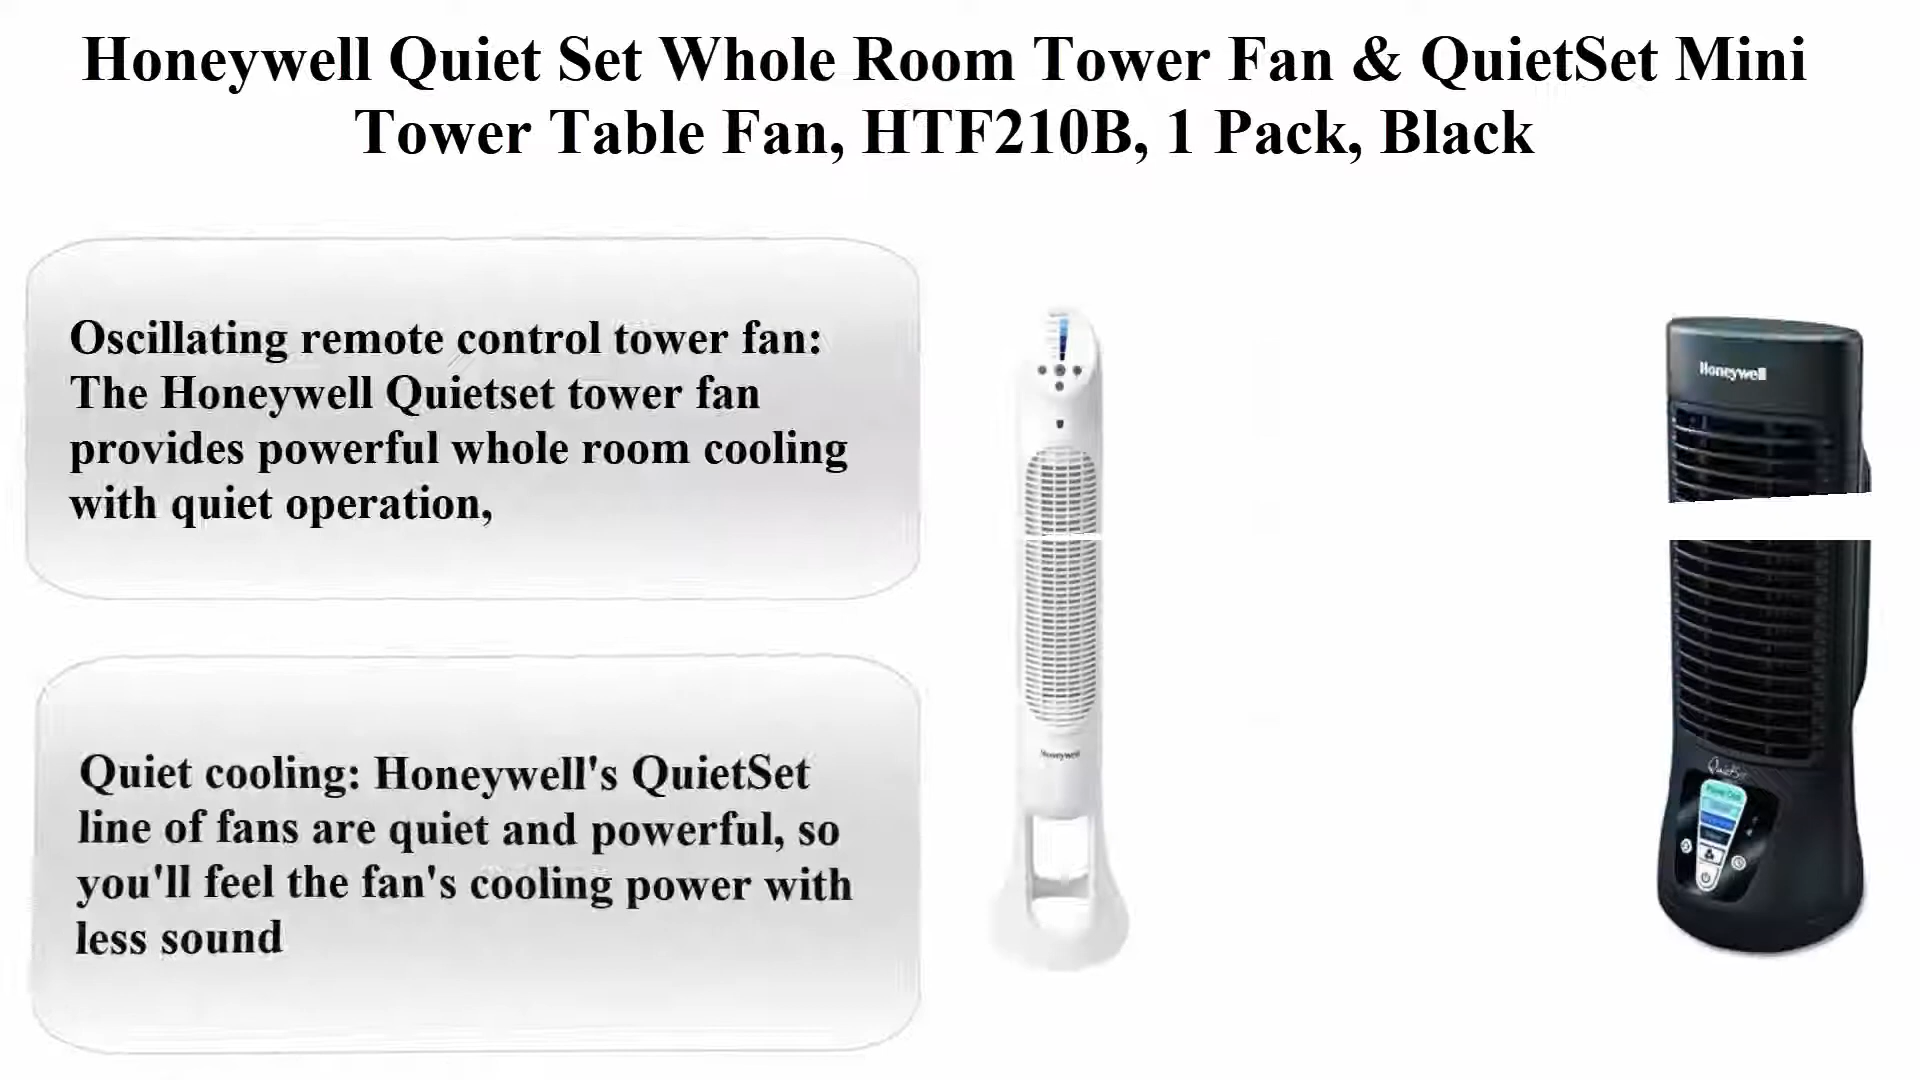 Honeywell Quiet Set Whole Room Tower Fan & QuietSet Mini
Tower Table Fan, HTF210B, 1 Pack, Black
Oscillating remote control tower fan:
The Honeywell Quietset tower fan
provides powerful whole room cooling
with quiet operation,
Quiet cooling: Honeywell's QuietSet
line of fans are quiet and powerful, so
you'll feel the fan's cooling power with
less sound
Honeywell
Honeywell
QuietSet